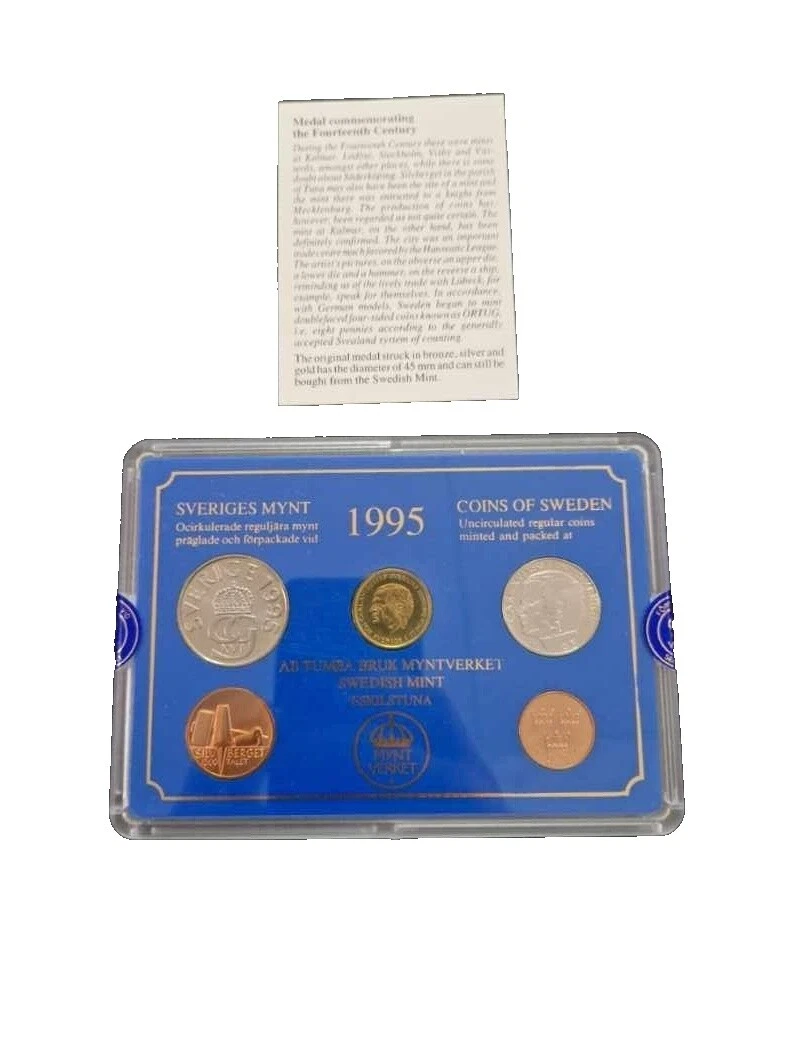 Medal commemorating
the Fourteenth Century
During the Fourteenth Century there were mints
at Kalmar, Lödöse, Stockholm, Visby and Väs-
terås, amongst other places, while there is some
doubt about Söderköping. Silvberget in the parish
of Tuna may also have been the site of a mint and
the mint there was entrusted to a knight from
Mecklenburg. The production of coins has,
however, been regarded as not quite certain. The
mint at Kalmar, on the other hand, has been
definitely confirmed. The city was an important
trade centre much favored by the Hanseatic League.
The artist's pictures, on the obverse an upper die,
a lower die and a hammer, on the reverse a ship,
reminding us of the lively trade with Lübeck, for
example, speak for themselves. In accordance,
with German models, Sweden began to mint
doublefaced four-sided coins known as ÖRTUG,
i.e. eight pennies according to the generally
accepted Svealand system of counting.
The original medal struck in bronze, silver and
gold has the diameter of 45 mm and can still be
bought from the Swedish Mint.
SVERIGES MYNT
Ocirkulerade reguljära mynt
präglade och förpackade vid
1995
COINS OF SWEDEN
Uncirculated regular coins
minted and packed at
SVERIGE 1995
XVI
AB TUMBA BRUK MYNTVERKET
SWEDISH MINT
ESKILSTUNA
SILV BERGET
1300 TALET
MYNT
VERKET